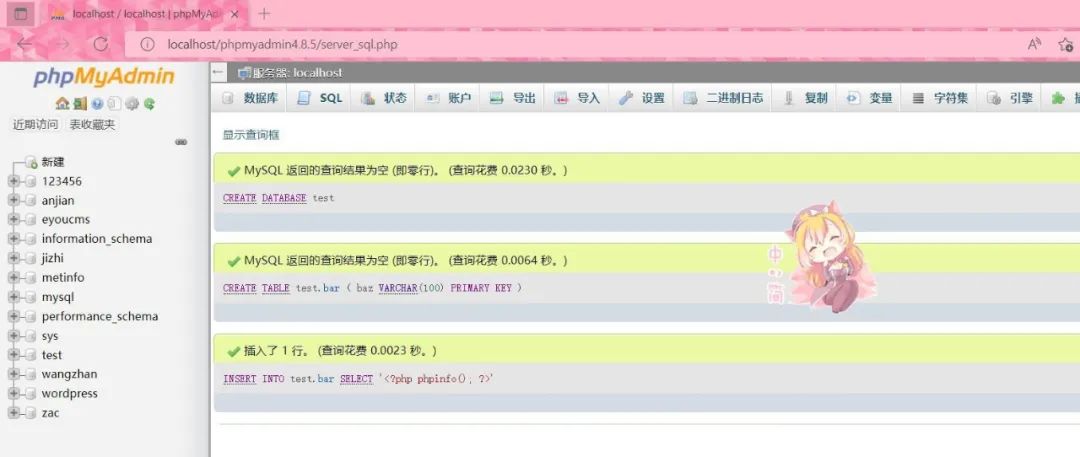 localhost / localhost | phpMyAd
localhost/phpmyadmin4.8.5/server_sql.php
phpMyAdmin
近期访问 表收藏夹
新建
123456
anjian
eyoucms
information_schema
jizhi
metinfo
mysql
performance_schema
sys
test
wangzhan
wordpress
zac
服务器: localhost
数据库 SQL 状态 账户 导出 导入 设置 二进制日志 复制 变量 字符集 引擎
显示查询框
MySQL 返回的查询结果为空 (即零行)。 (查询花费 0.0230 秒。)
CREATE DATABASE test
MySQL 返回的查询结果为空 (即零行)。 (查询花费 0.0064 秒。)
CREATE TABLE test.bar ( baz VARCHAR(100) PRIMARY KEY )
插入了 1 行。 (查询花费 0.0023 秒。)
INSERT INTO test.bar SELECT '<?php phpinfo(); ?>'
中
简